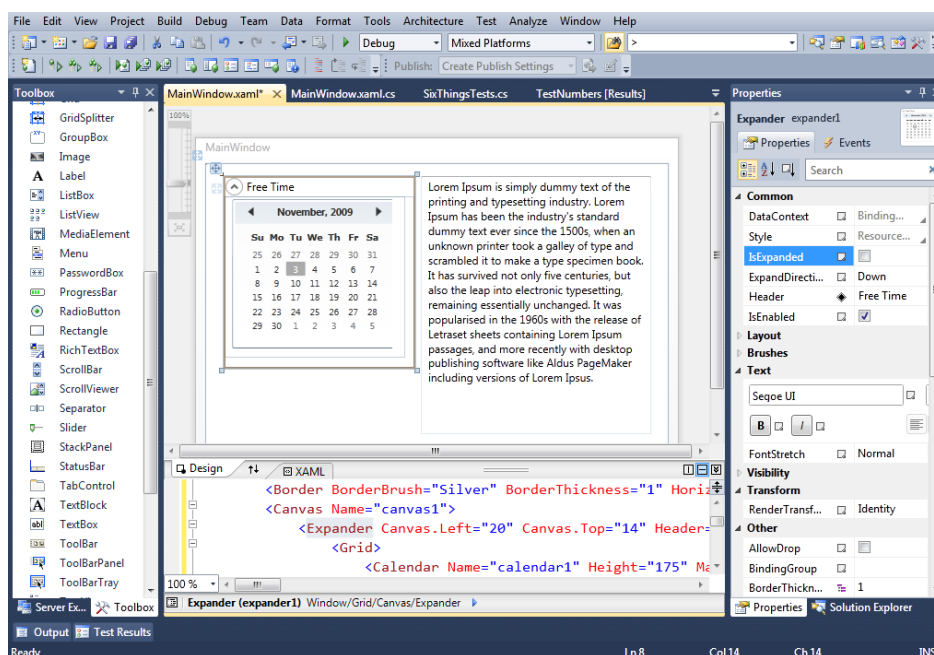 File Edit View Project Build Debug Team Data Format Tools Architecture Test Analyze Window Help
Debug Mixed Platforms >
Publish: Create Publish Settings
Toolbox
GridSplitter
GroupBox
Image
Label
ListBox
ListView
MediaElement
Menu
PasswordBox
ProgressBar
RadioButton
Rectangle
RichTextBox
ScrollBar
ScrollViewer
Separator
Slider
StackPanel
StatusBar
TabControl
TextBlock
TextBox
ToolBar
ToolBarPanel
ToolBarTray
Server Ex... Toolbox
MainWindow.xaml* MainWindow.xaml.cs SixThingsTests.cs TestNumbers [Results]
100%
MainWindow
Free Time
November, 2009
Su Mo Tu We Th Fr Sa
25 26 27 28 29 30 31
1 2 3 4 5 6 7
8 9 10 11 12 13 14
15 16 17 18 19 20 21
22 23 24 25 26 27 28
29 30 1 2 3 4 5
Lorem Ipsum is simply dummy text of the
printing and typesetting industry. Lorem
Ipsum has been the industry's standard
dummy text ever since the 1500s, when an
unknown printer took a galley of type and
scrambled it to make a type specimen book.
It has survived not only five centuries, but
also the leap into electronic typesetting,
remaining essentially unchanged. It was
popularised in the 1960s with the release of
Letraset sheets containing Lorem Ipsum
passages, and more recently with desktop
publishing software like Aldus PageMaker
including versions of Lorem Ipsus.
Design XAML
<Border BorderBrush="Silver" BorderThickness="1" Horiz
<Canvas Name="canvas1">
<Expander Canvas.Left="20" Canvas.Top="14" Header=
<Grid>
<Calendar Name="calendar1" Height="175" Ma
100 %
Expander (expander1) Window/Grid/Canvas/Expander
Properties
Expander expander1
Properties Events
Search
Common
DataContext Binding...
Style Resource...
IsExpanded
ExpandDirecti... Down
Header Free Time
IsEnabled
Layout
Brushes
Text
Segoe UI
B I
FontStretch Normal
Visibility
Transform
RenderTransf... Identity
Other
AllowDrop
BindingGroup
BorderThickn... 1
Properties Solution Explorer
Output Test Results
Ready Ln 8 Col 14 Ch 14 INS